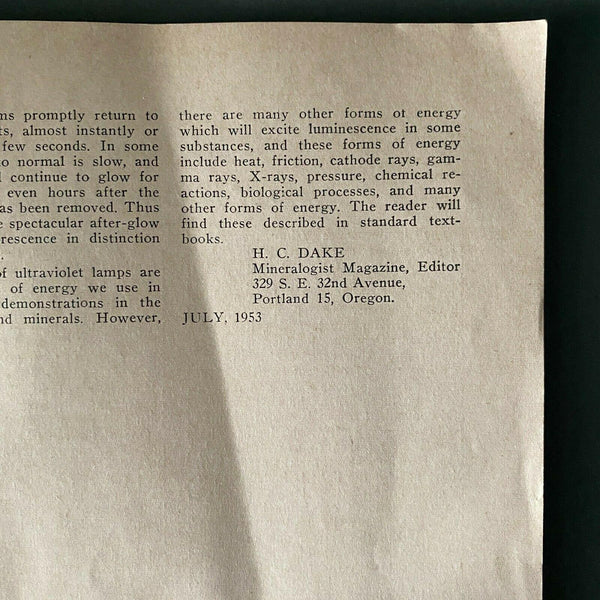 ms promptly return to
ts, almost instantly or
few seconds. In some
to normal is slow, and
continue to glow for
even hours after the
as been removed. Thus
e spectacular after-glow
rescence in distinction
.
of ultraviolet lamps are
of energy we use in
demonstrations in the
nd minerals. However,
there are many other forms of energy
which will excite luminescence in some
substances, and these forms of energy
include heat, friction, cathode rays, gam-
ma rays, X-rays, pressure, chemical re-
actions, biological processes, and many
other forms of energy. The reader will
find these described in standard text-
books.
H. C. DAKE
Mineralogist Magazine, Editor
329 S. E. 32nd Avenue,
Portland 15, Oregon.
JULY, 1953